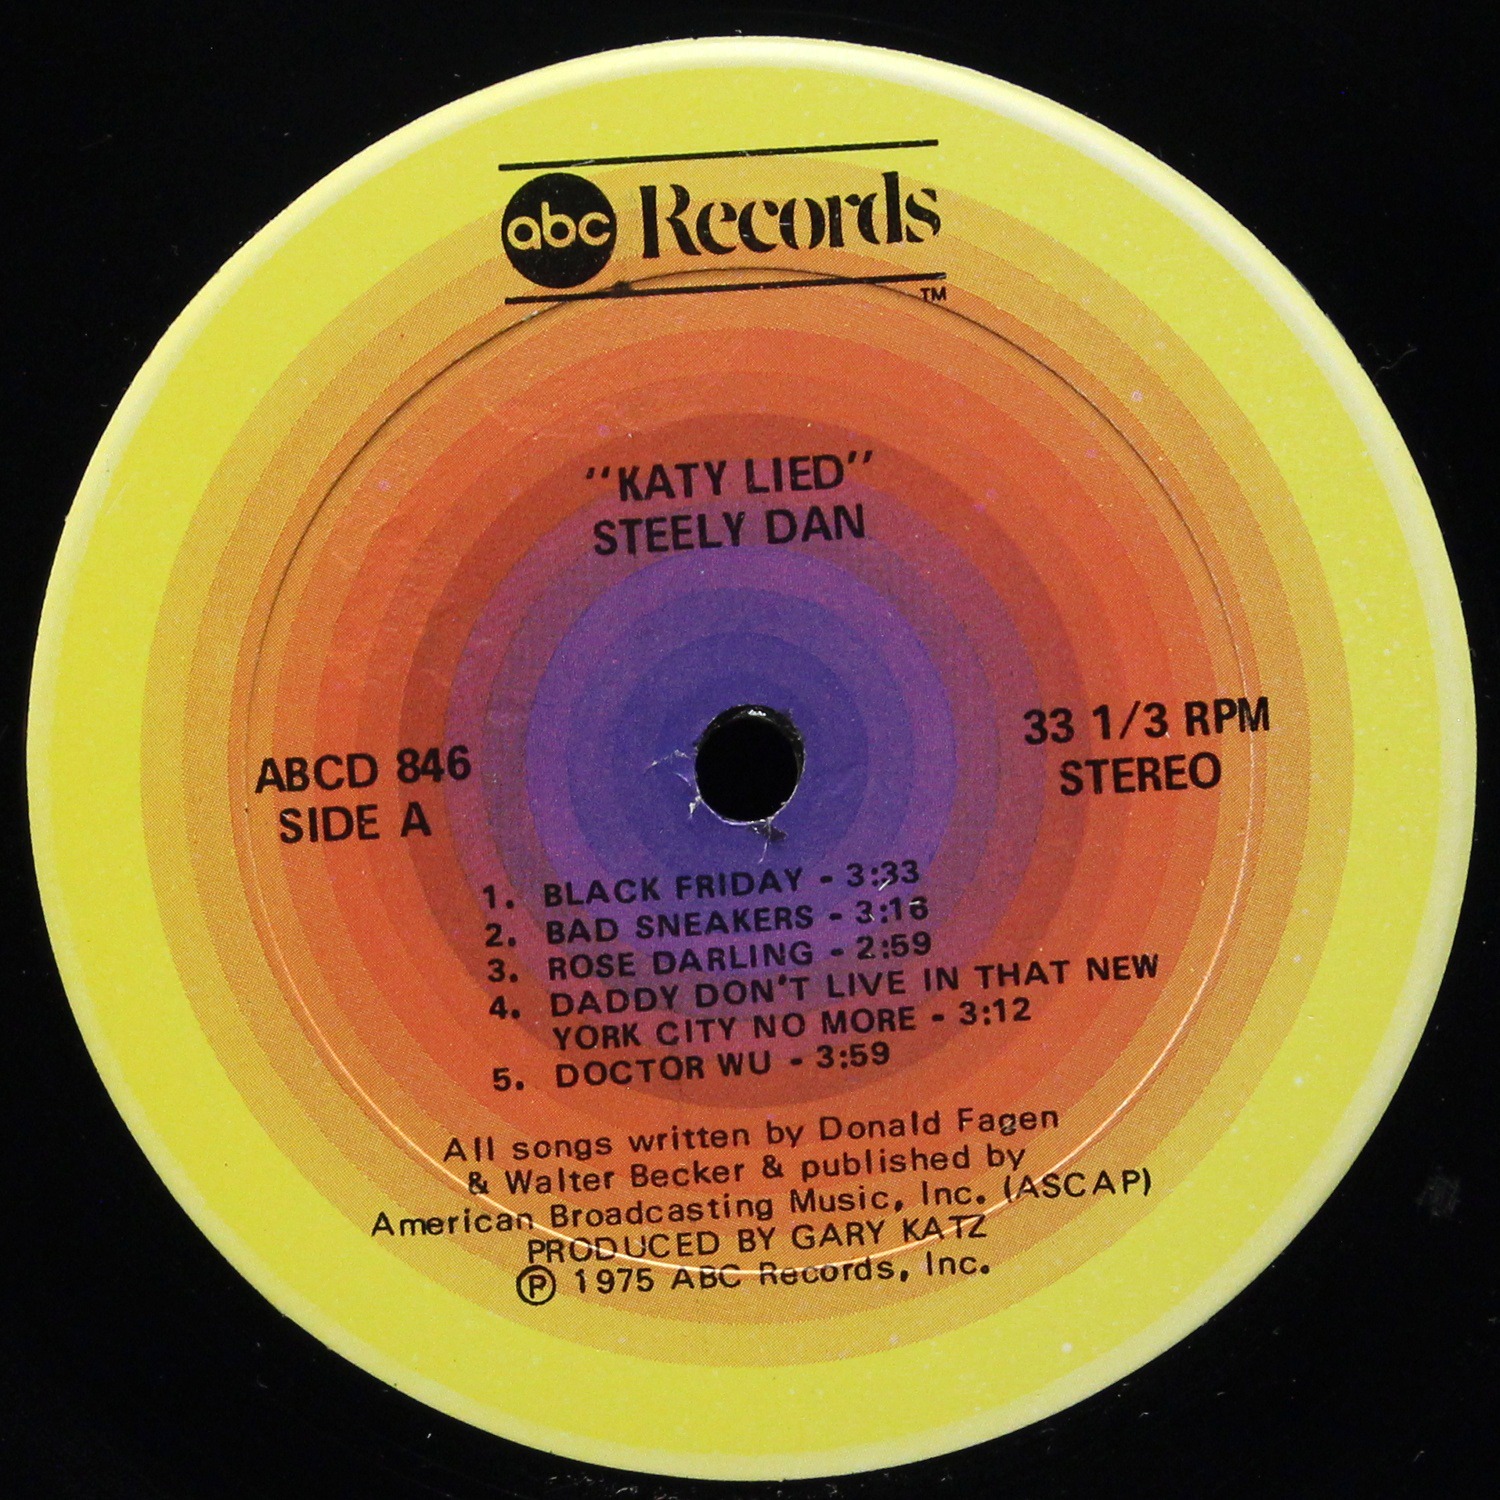 abc Records
TM
"KATY LIED"
STEELY DAN
ABCD 846
SIDE A
33 1/3 RPM
STEREO
1. BLACK FRIDAY - 3:33
2. BAD SNEAKERS - 3:16
3. ROSE DARLING - 2:59
4. DADDY DON'T LIVE IN THAT NEW
YORK CITY NO MORE - 3:12
5. DOCTOR WU - 3:59
All songs written by Donald Fagen
& Walter Becker & published by
American Broadcasting Music, Inc. (ASCAP)
PRODUCED BY GARY KATZ
Ⓟ 1975 ABC Records, Inc.